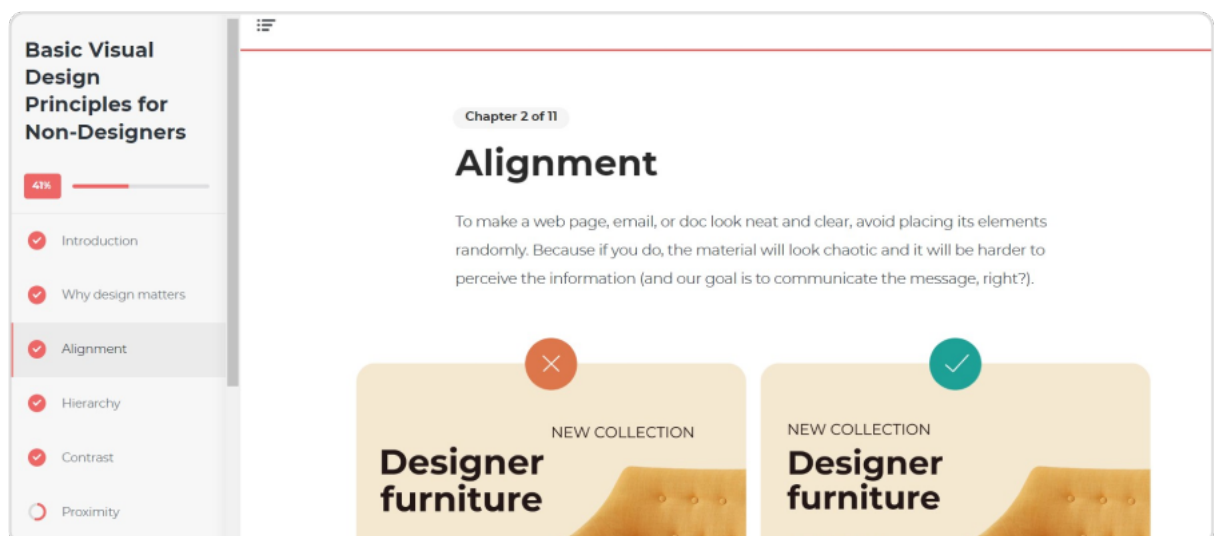 Basic Visual
Design
Principles for
Non-Designers
41%
Introduction
Why design matters
Alignment
Hierarchy
Contrast
Proximity
Chapter 2 of 11
Alignment
To make a web page, email, or doc look neat and clear, avoid placing its elements
randomly. Because if you do, the material will look chaotic and it will be harder to
perceive the information (and our goal is to communicate the message, right?).
NEW COLLECTION
Designer
furniture
NEW COLLECTION
Designer
furniture